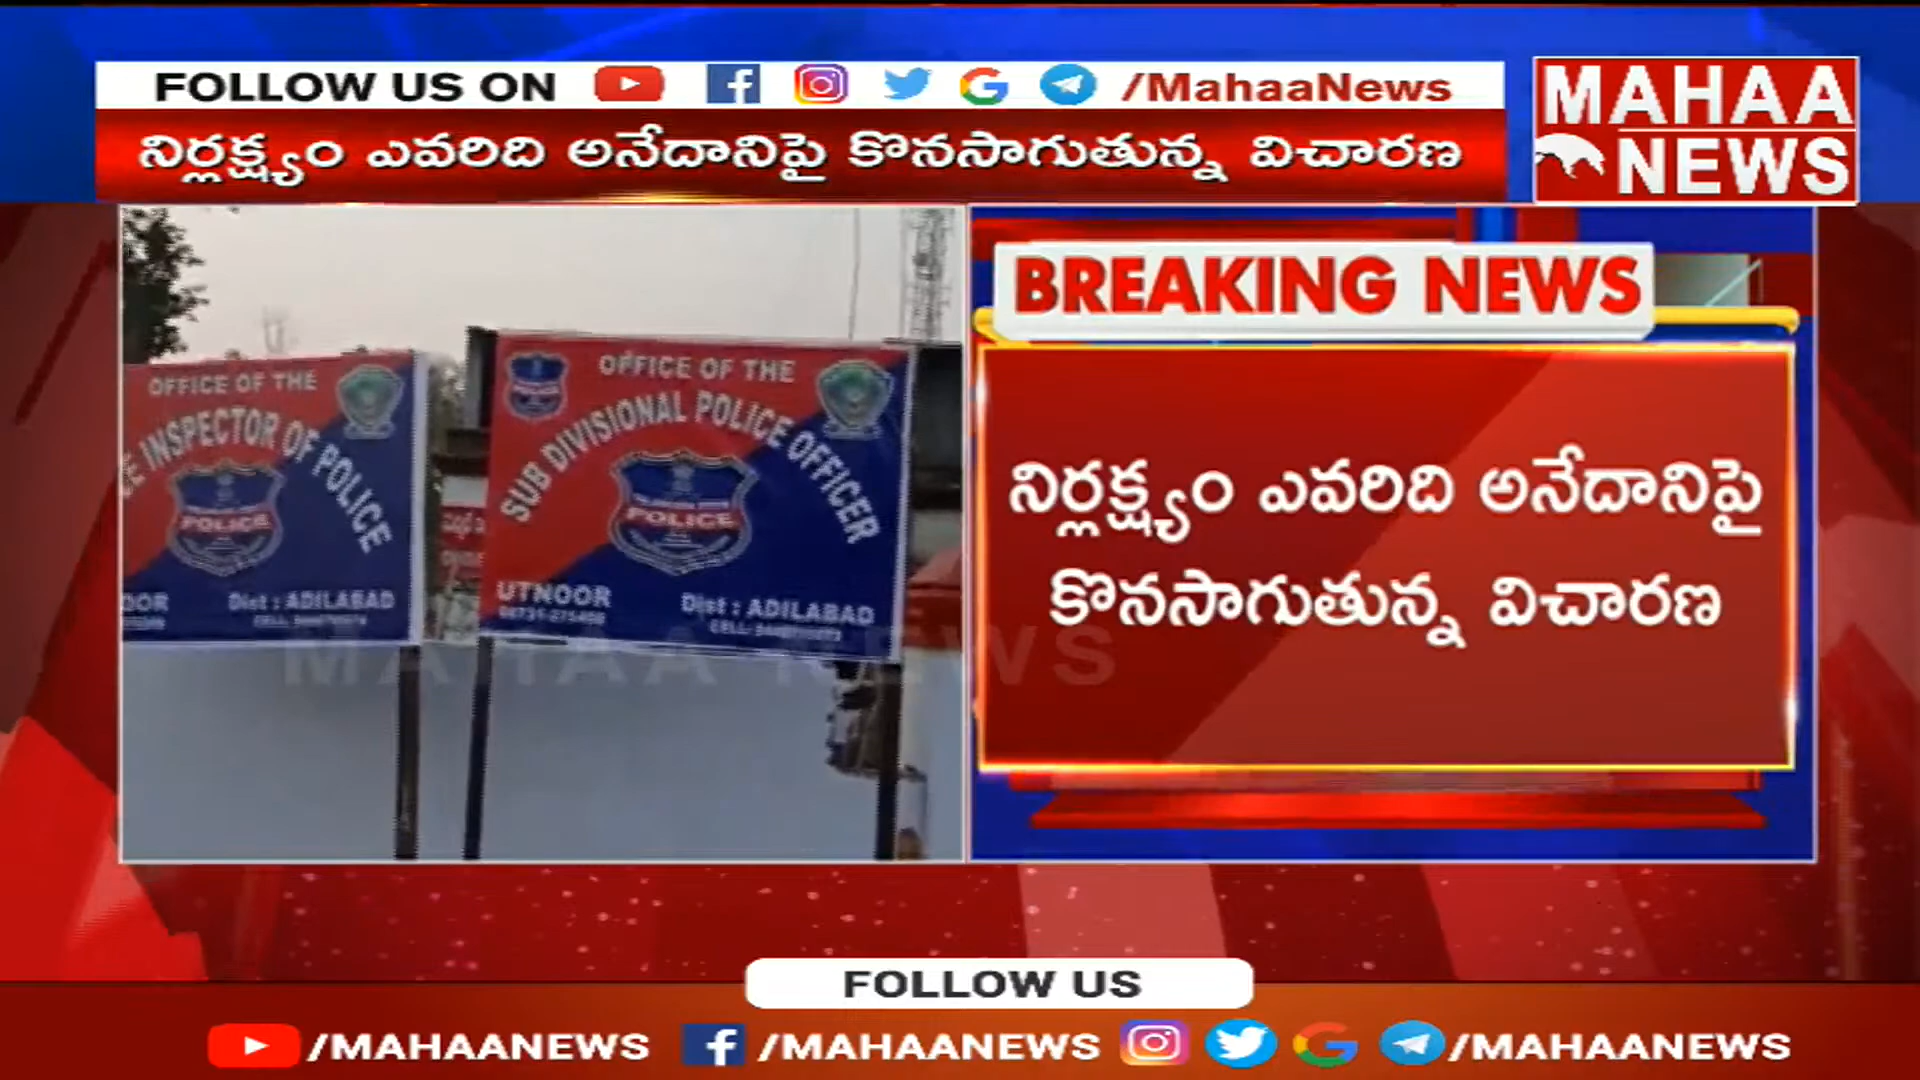 FOLLOW US ON /MahaaNews
నిర్లక్ష్యం ఎవరిది అనేదానిపై కొనసాగుతున్న విచారణ
MAHAA
NEWS
OFFICE OF THE
INSPECTOR OF POLICE
POLICE
Dist : ADILABAD
OFFICE OF THE
SUB DIVISIONAL POLICE OFFICER
POLICE
UTNOOR
Dist : ADILABAD
MAHAA NEWS
BREAKING NEWS
నిర్లక్ష్యం ఎవరిది అనేదానిపై
కొనసాగుతున్న విచారణ
FOLLOW US
/MAHAANEWS /MAHAANEWS /MAHAANEWS